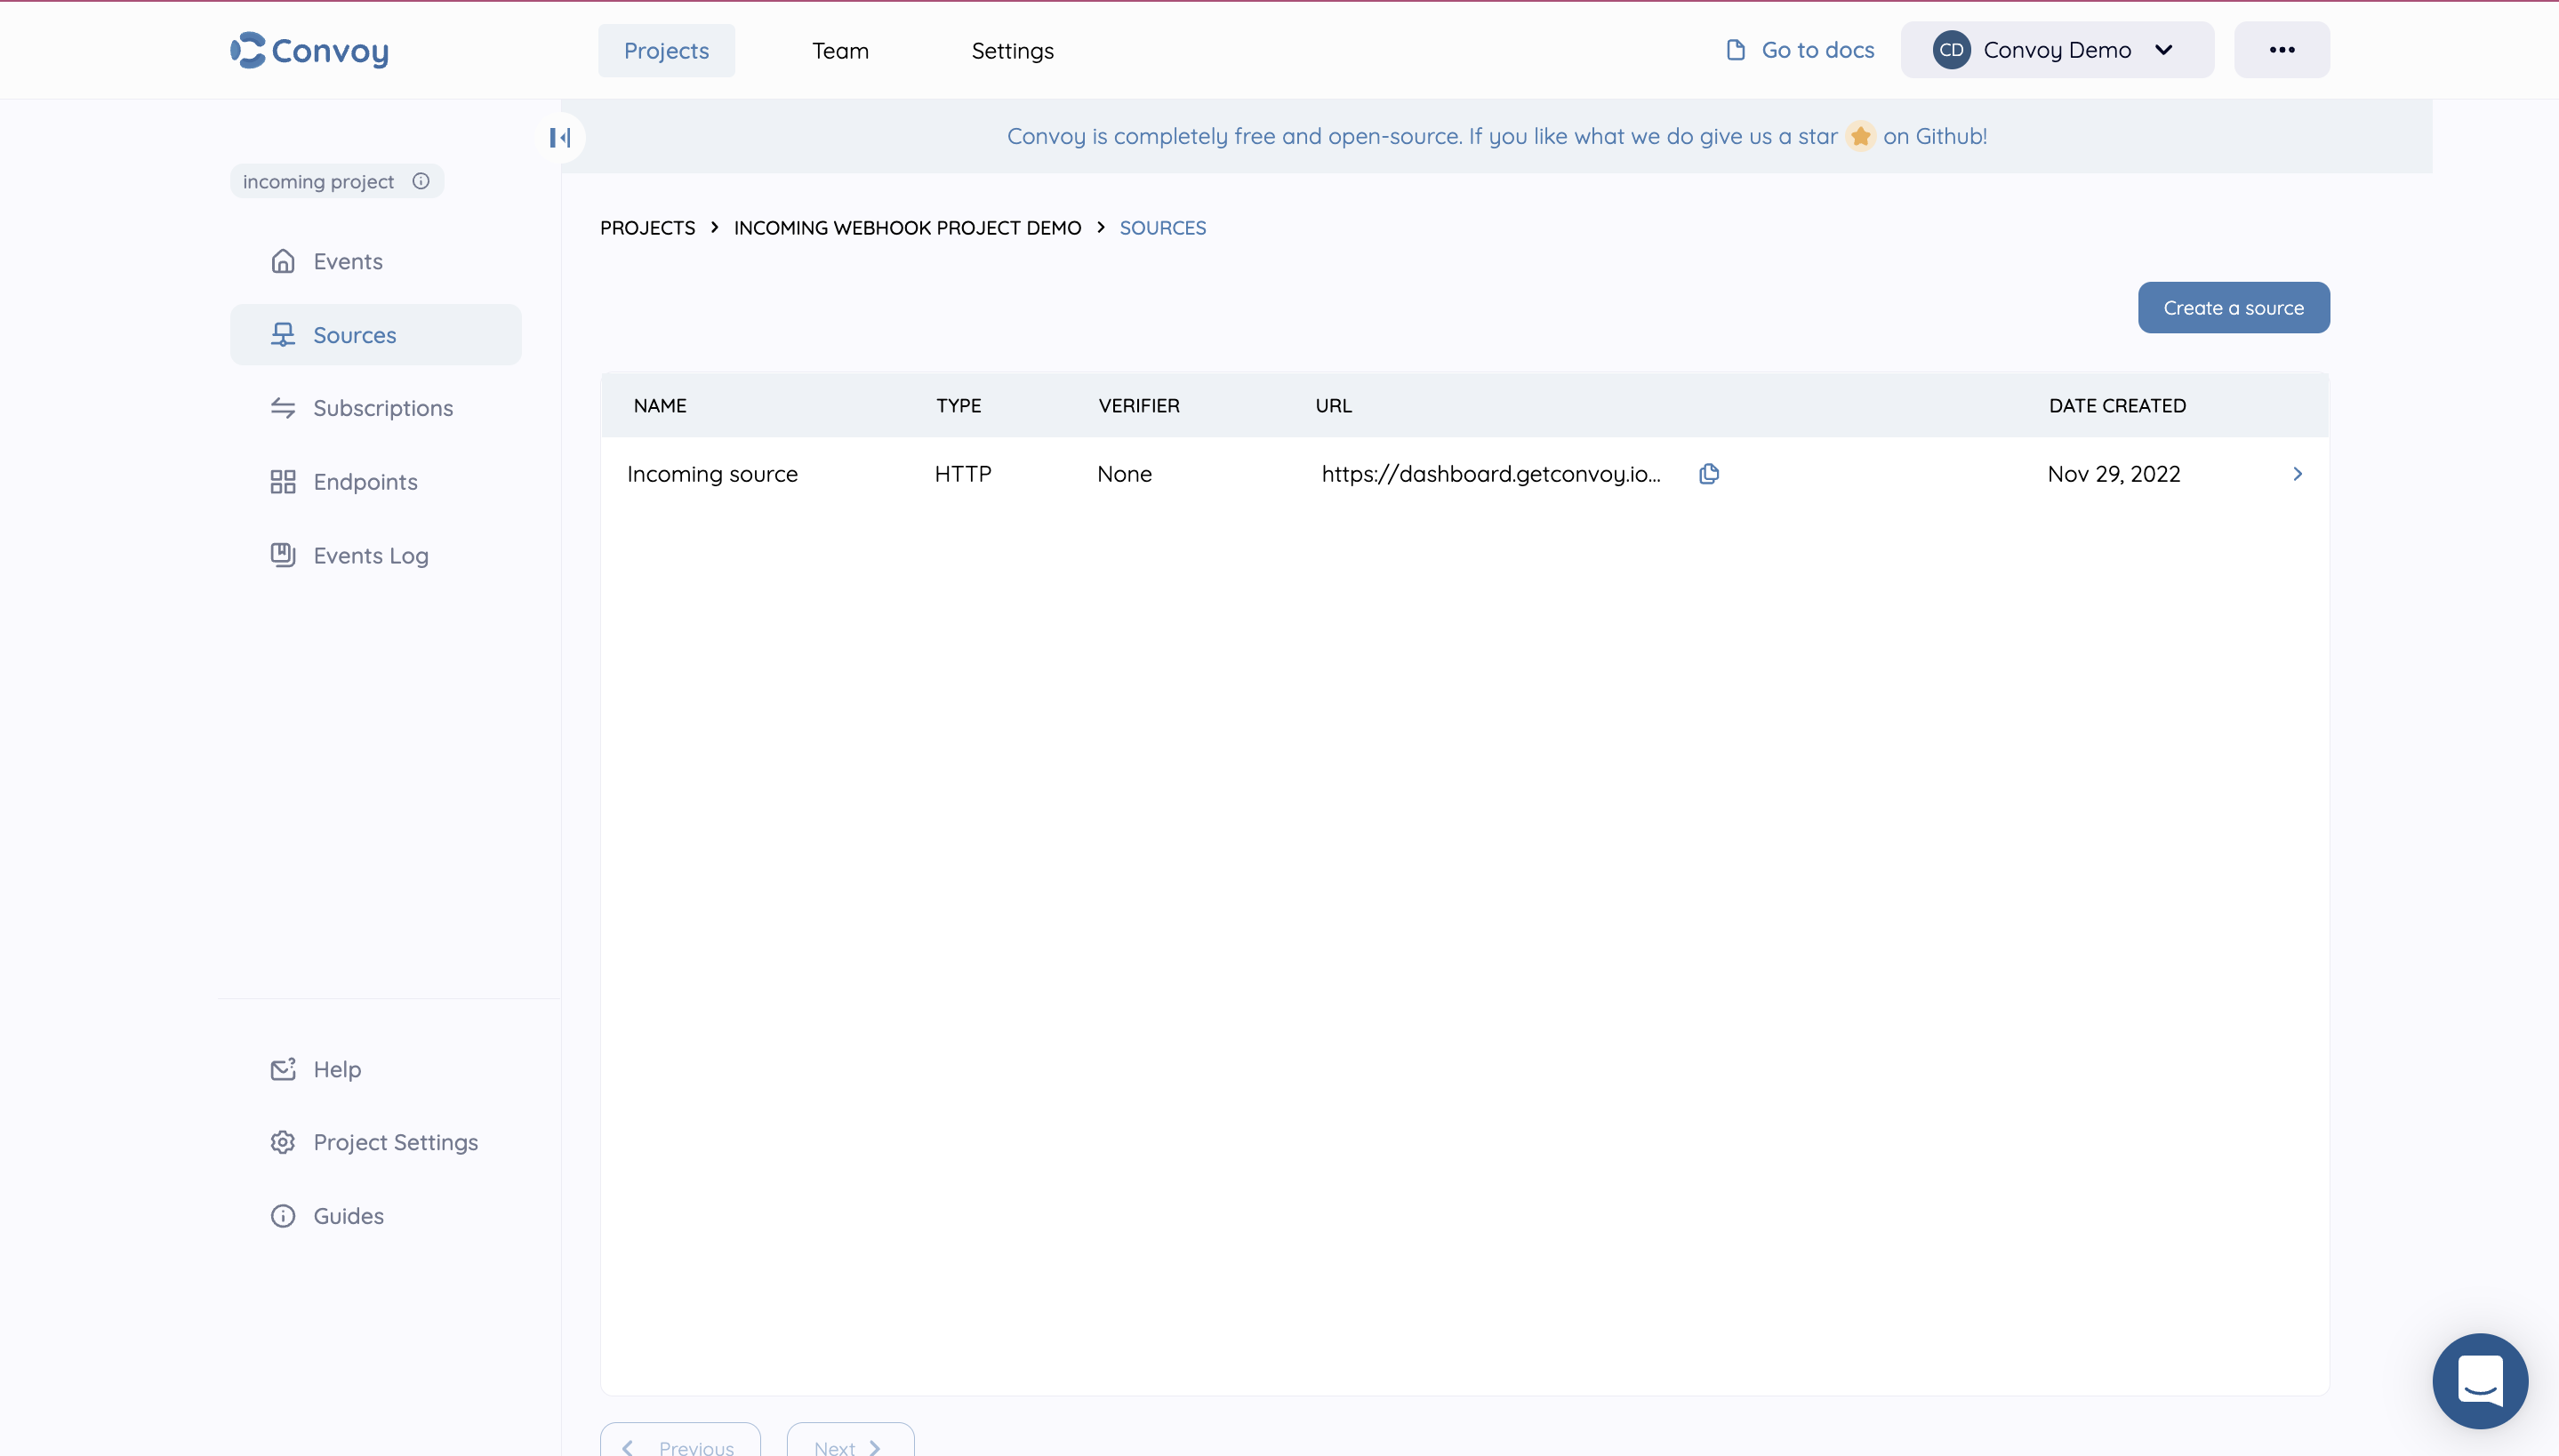 Convoy
Projects
Team
Settings
Go to docs
CD
Convoy Demo
Convoy is completely free and open-source. If you like what we do give us a star ⭐ on Github!
incoming project
Events
Sources
Subscriptions
Endpoints
Events Log
Help
Project Settings
Guides
PROJECTS > INCOMING WEBHOOK PROJECT DEMO > SOURCES
Create a source
NAME TYPE VERIFIER URL DATE CREATED
Incoming source HTTP None https://dashboard.getconvoy.io... Nov 29, 2022
Previous
Next